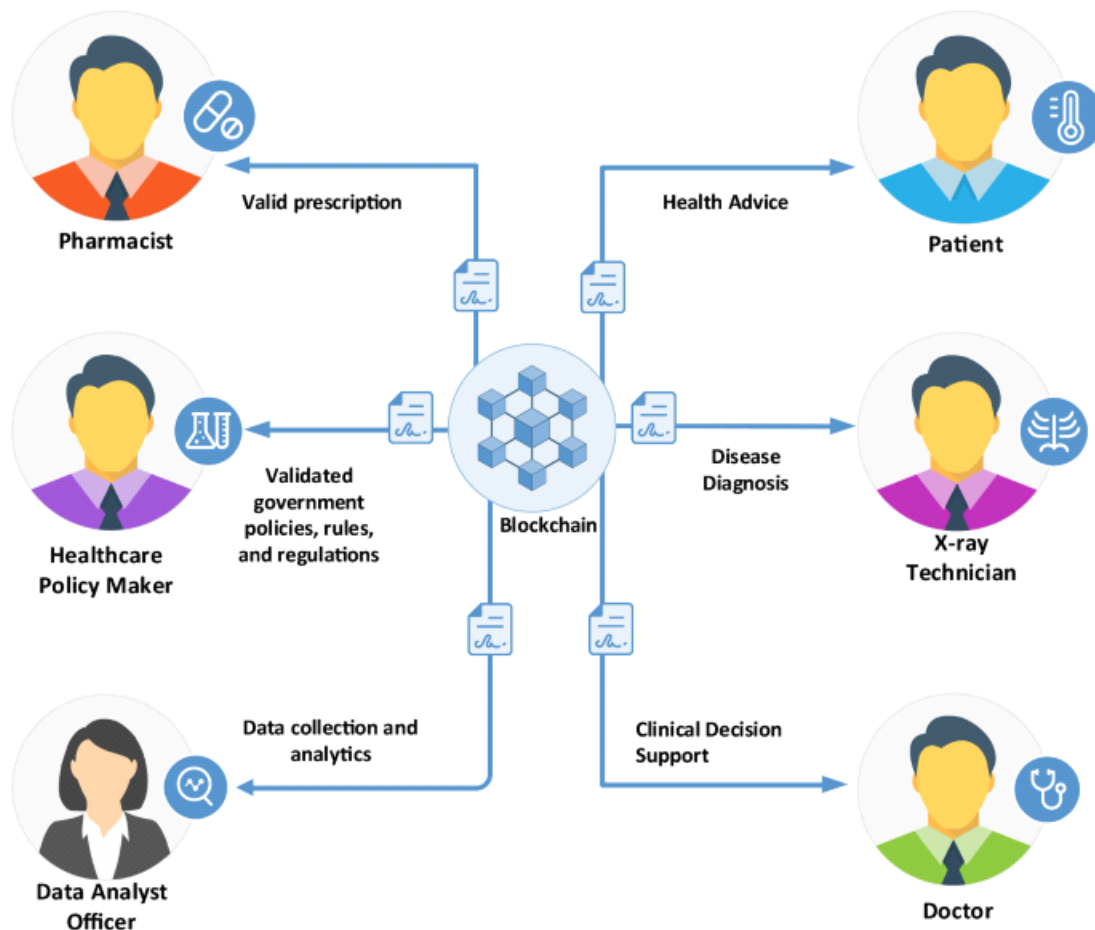 Valid prescription
Health Advice
Pharmacist
Patient
Disease
Diagnosis
Validated
government
policies, rules,
and regulations
Blockchain
Healthcare
Policy Maker
X-ray
Technician
Data collection and
analytics
Clinical Decision
Support
Data Analyst
Officer
Doctor